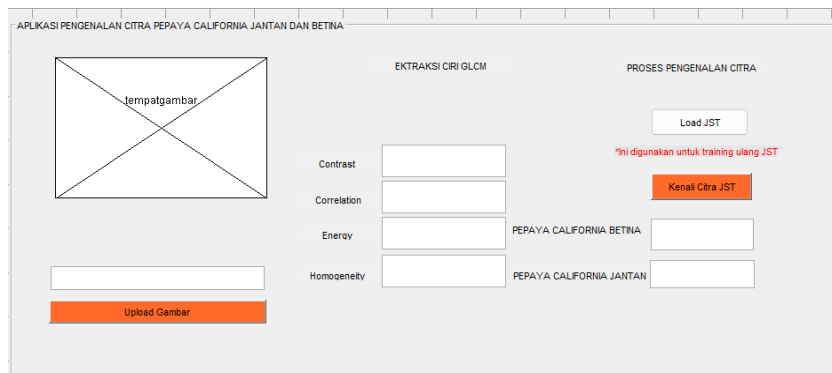 APLIKASI PENGENALAN CITRA PEPAYA CALIFORNIA JANTAN DAN BETINA
tempatgambar
EKTRAKSI CIRI GLCM
PROSES PENGENALAN CITRA
Load JST
*Ini digunakan untuk training ulang JST
Contrast
Kenali Citra JST
Correlation
Energy
PEPAYA CALIFORNIA BETINA
Homogeneity
PEPAYA CALIFORNIA JANTAN
Upload Gambar